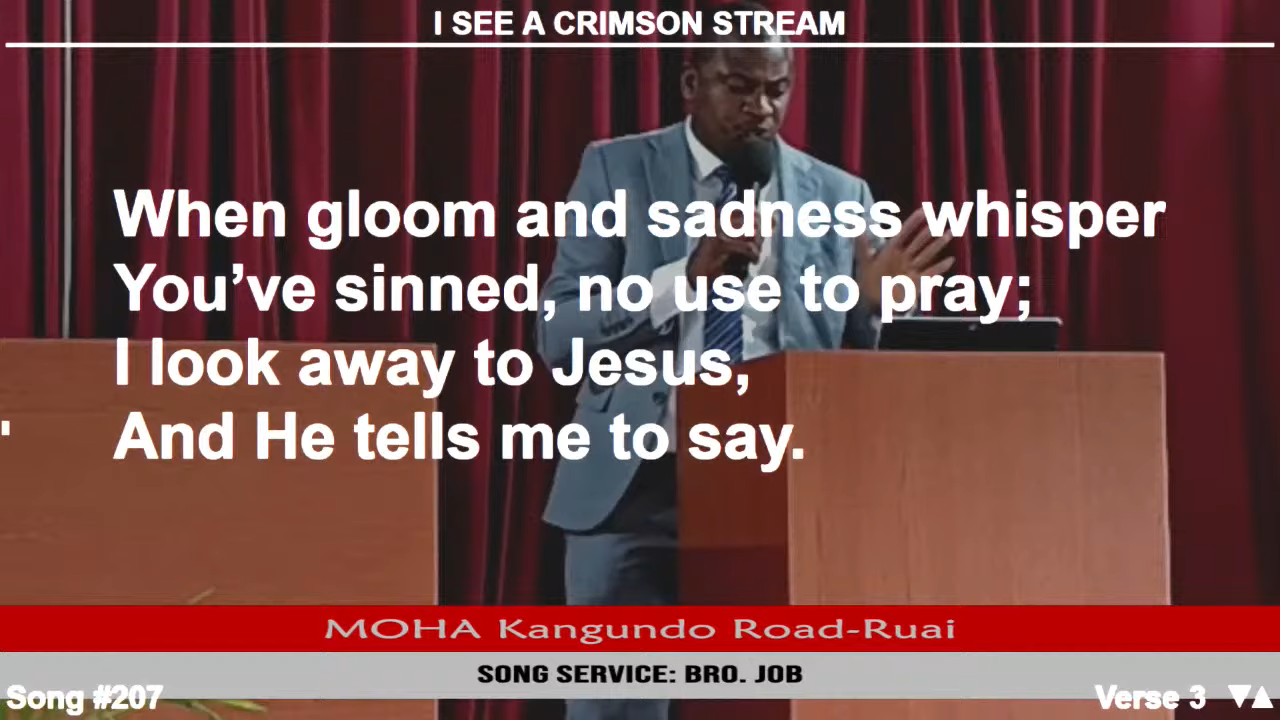 I SEE A CRIMSON STREAM
When gloom and sadness whisper
You’ve sinned, no use to pray;
I look away to Jesus,
And He tells me to say.
MOHA Kangundo Road-Ruai
SONG SERVICE: BRO. JOB
Song #207
Verse 3 ▼▲